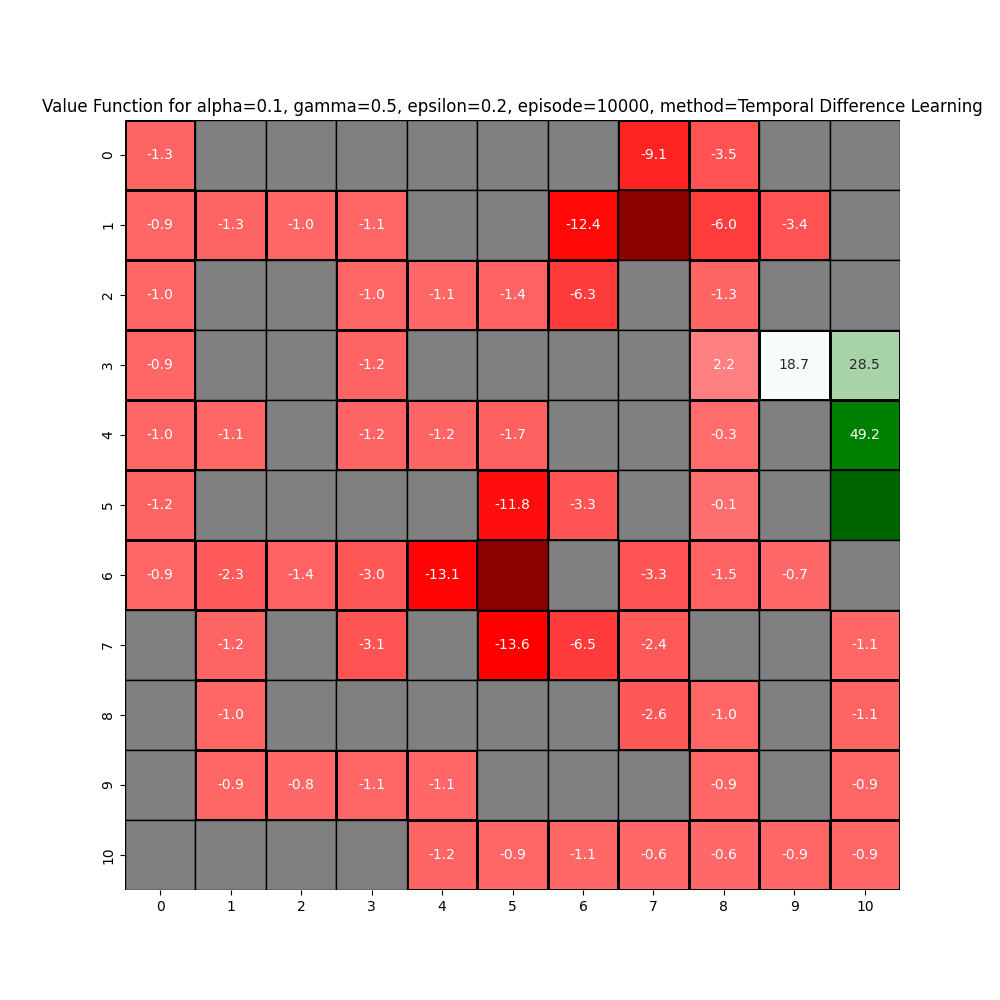 Value Function for alpha=0.1, gamma=0.5, epsilon=0.2, episode=10000, method=Temporal Difference Learning
0 -1.3 -9.1 -3.5
1 -0.9 -1.3 -1.0 -1.1 -12.4 -6.0 -3.4
2 -1.0 -1.0 -1.1 -1.4 -6.3 -1.3
3 -0.9 -1.2 2.2 18.7 28.5
4 -1.0 -1.1 -1.2 -1.2 -1.7 -0.3 49.2
5 -1.2 -11.8 -3.3 -0.1
6 -0.9 -2.3 -1.4 -3.0 -13.1 -3.3 -1.5 -0.7
7 -1.2 -3.1 -13.6 -6.5 -2.4 -1.1
8 -1.0 -2.6 -1.0 -1.1
9 -0.9 -0.8 -1.1 -1.1 -0.9 -0.9
10 -1.2 -0.9 -1.1 -0.6 -0.6 -0.9 -0.9
0 1 2 3 4 5 6 7 8 9 10